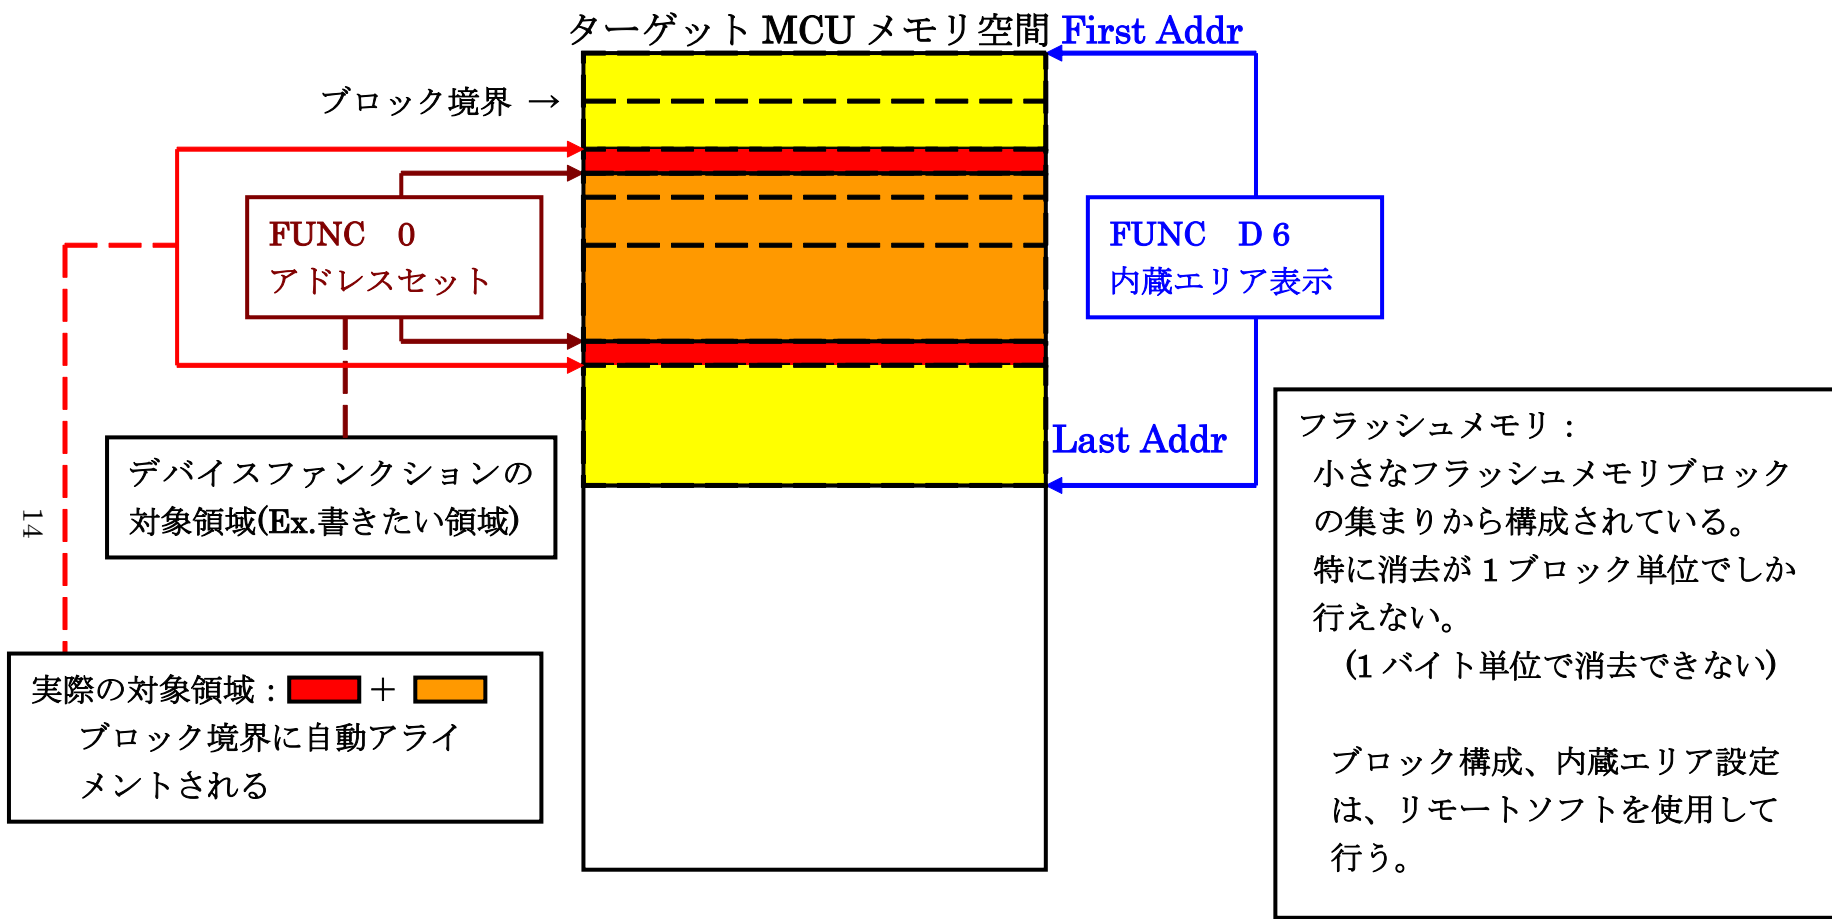 ターゲット MCU メモリ空間 First Addr
ブロック境界 →
FUNC 0
アドレスセット
FUNC D 6
内蔵エリア表示
Last Addr
デバイスファンクションの
対象領域(Ex.書きたい領域)
14
実際の対象領域 : +
ブロック境界に自動アライ
メントされる
フラッシュメモリ :
小さなフラッシュメモリブロック
の集まりから構成されている。
特に消去が 1 ブロック単位でしか
行えない。
(1 バイト単位で消去できない)
ブロック構成、内蔵エリア設定
は、リモートソフトを使用して
行う。